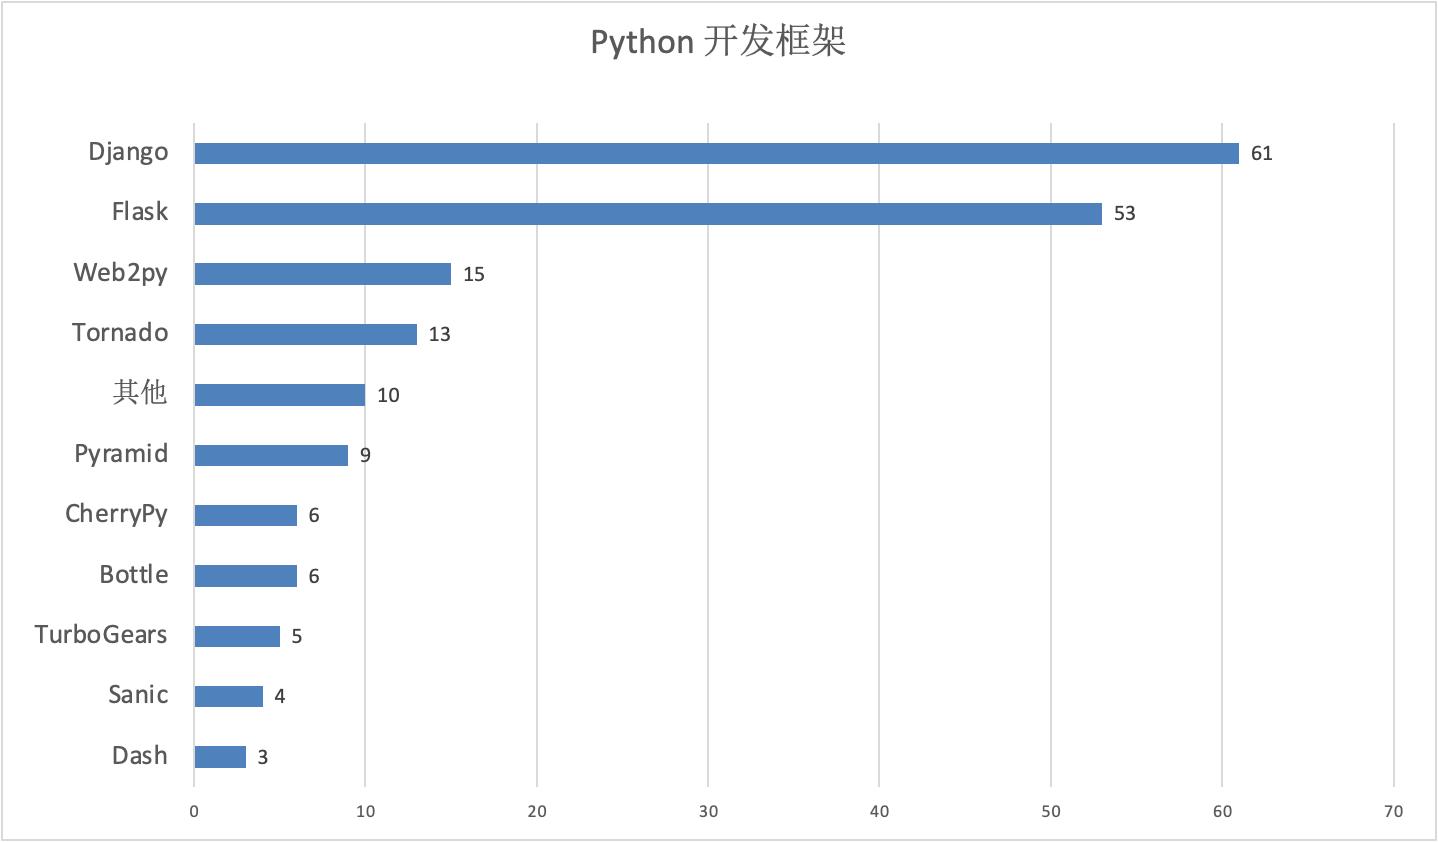 Python 开发框架
Django 61
Flask 53
Web2py 15
Tornado 13
其他 10
Pyramid 9
CherryPy 6
Bottle 6
TurboGears 5
Sanic 4
Dash 3
0 10 20 30 40 50 60 70